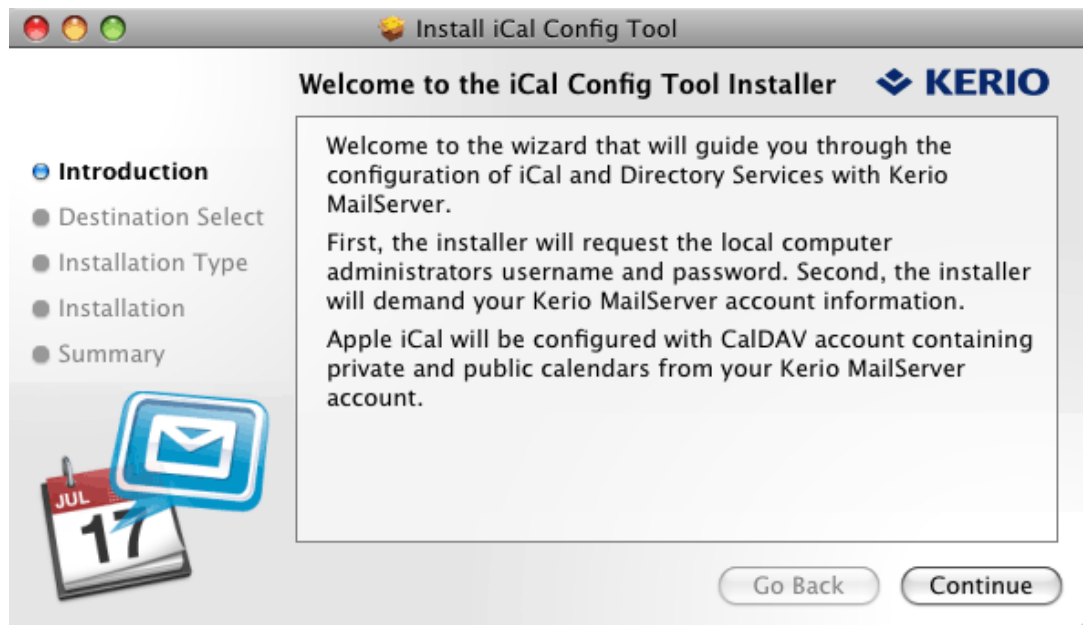 Install iCal Config Tool
Welcome to the iCal Config Tool Installer
KERIO
Introduction
Destination Select
Installation Type
Installation
Summary
Welcome to the wizard that will guide you through the
configuration of iCal and Directory Services with Kerio
MailServer.
First, the installer will request the local computer
administrators username and password. Second, the installer
will demand your Kerio MailServer account information.
Apple iCal will be configured with CalDAV account containing
private and public calendars from your Kerio MailServer
account.
JUL
17
Go Back
Continue